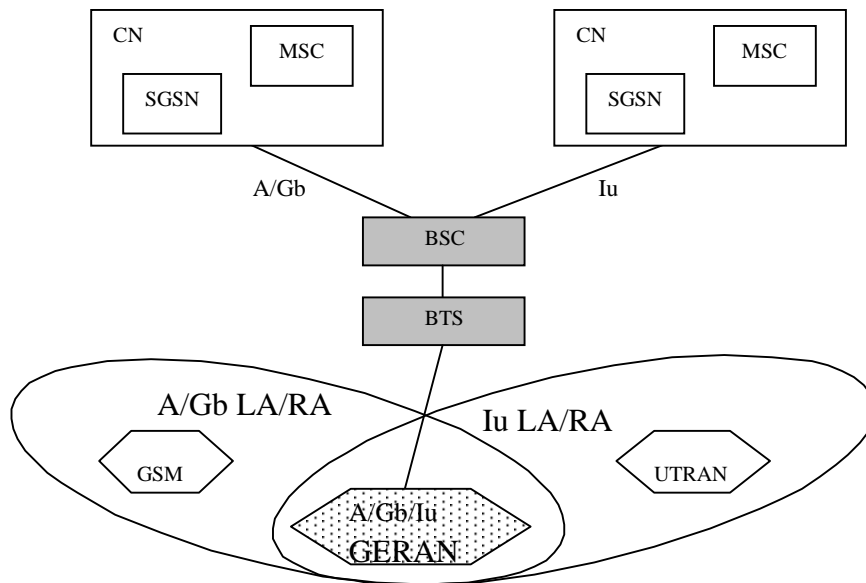 CN
MSC
SGSN
CN
MSC
SGSN
A/Gb
Iu
BSC
BTS
A/Gb LA/RA
Iu LA/RA
GSM
UTRAN
A/Gb/Iu
GERAN